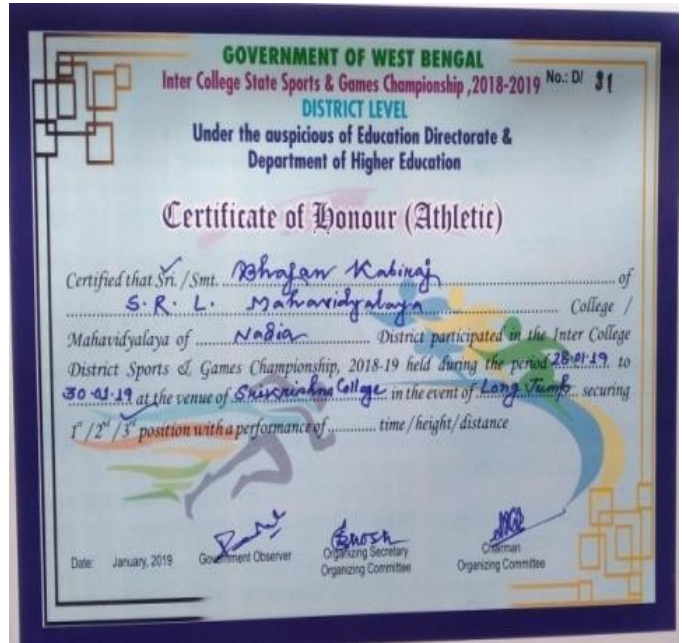 GOVERNMENT OF WEST BENGAL
Inter College State Sports & Games Championship ,2018-2019 No.: D/ 31
DISTRICT LEVEL
Under the auspicious of Education Directorate &
Department of Higher Education
Certificate of Honour (Athletic)
Certified that Sri. / Smt. Bhajan Kabiraj of
S. R. L. Mahavidyalaya College /
Mahavidyalaya of Nadia District participated in the Inter College
District Sports & Games Championship, 2018-19 held during the period 28-01-19 to
30-01-19 at the venue of Srikrishna College in the event of Long Jump securing
1st / 2nd / 3rd position with a performance of ........... time / height / distance
Date: January, 2019 Government Observer Organizing Secretary Chairman
Organizing Committee Organizing Committee